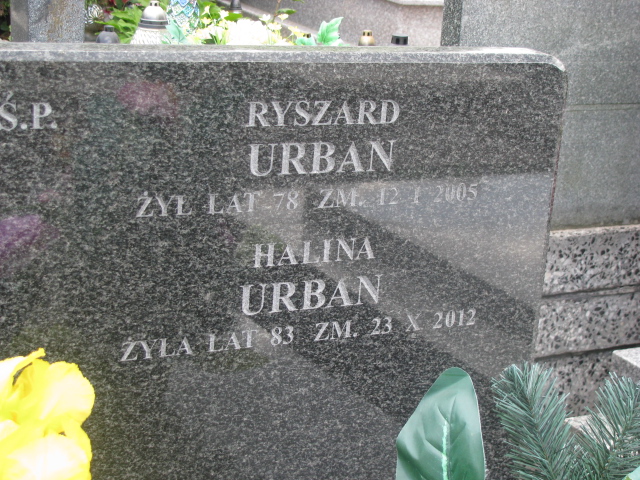 Ś.P.
RYSZARD
URBAN
ŻYŁ LAT 78 ZM. 12 I 2005
HALINA
URBAN
ŻYŁA LAT 83 ZM. 23 X 2012